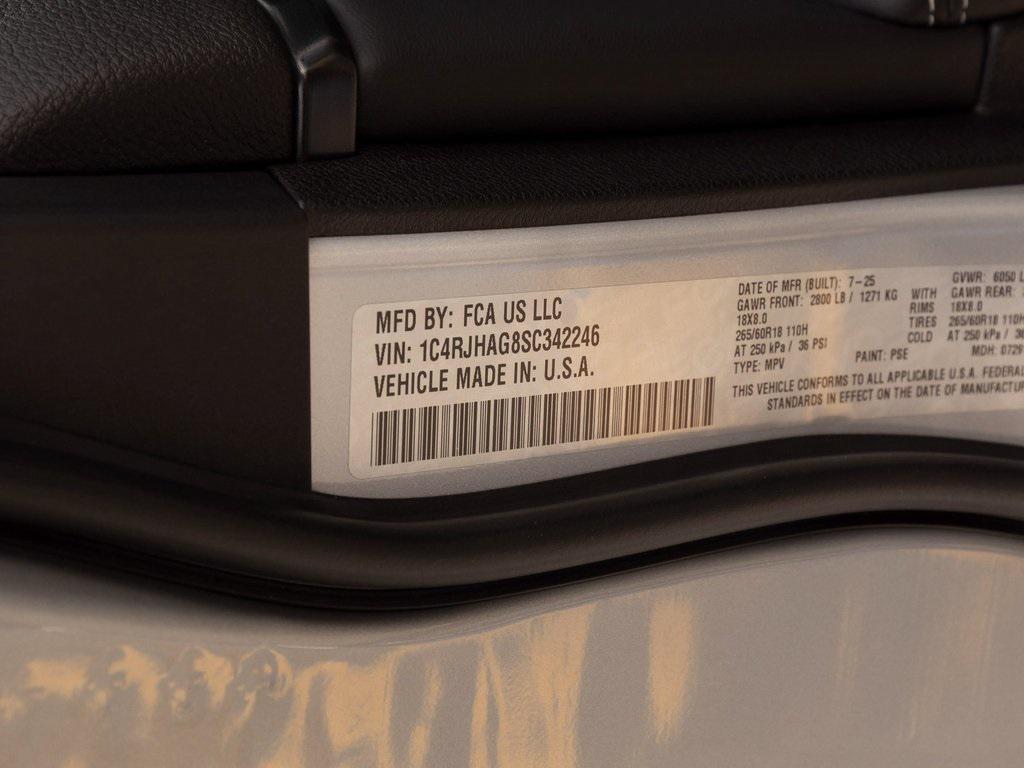 MFD BY: FCA US LLC
VIN: 1C4RJHAG8SC342246
VEHICLE MADE IN: U.S.A.
DATE OF MFR (BUILT): 7-25 GVWR: 6050 L
GAWR FRONT: 2800 LB / 1271 KG WITH GAWR REAR:
18X8.0 RIMS 18X8.0
265/60R18 110H TIRES 265/60R18 110H
AT 250 kPa / 36 PSI COLD AT 250 kPa /
TYPE: MPV PAINT: PSE MDH: 0729
THIS VEHICLE CONFORMS TO ALL APPLICABLE U.S.A. FEDERAL
STANDARDS IN EFFECT ON THE DATE OF MANUFACTU